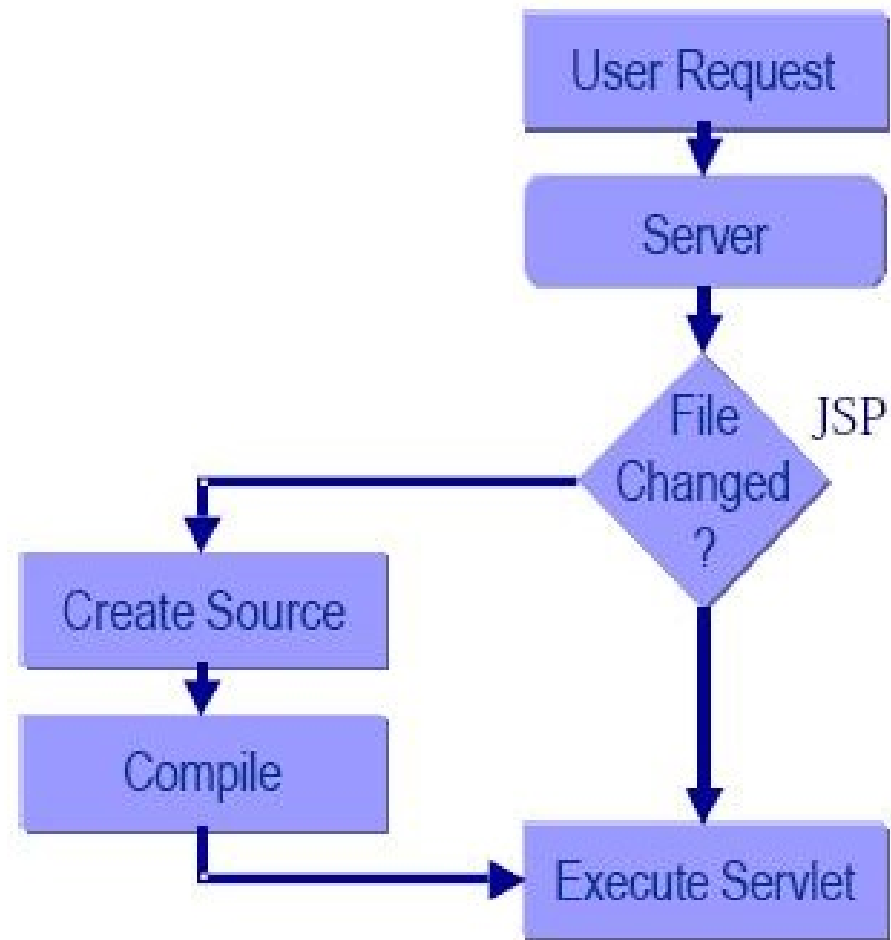 User Request
Server
File
Changed
?
JSP
Create Source
Compile
Execute Servlet